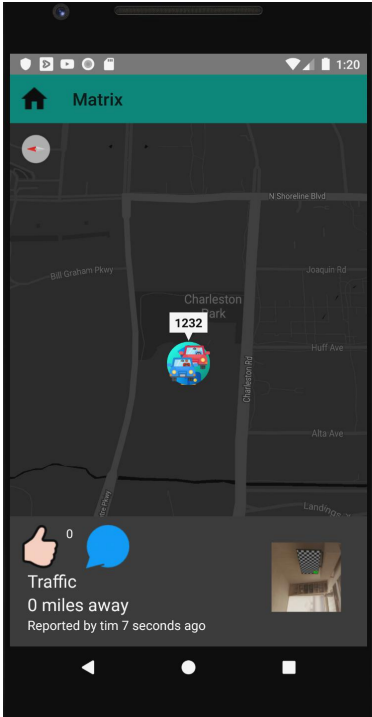 1:20
Matrix
N Shoreline Blvd
Bill Graham Pkwy
Joaquin Rd
Charleston
Park
1232
Huff Ave
Charleston Rd
Alta Ave
Landings
0
Traffic
0 miles away
Reported by tim 7 seconds ago